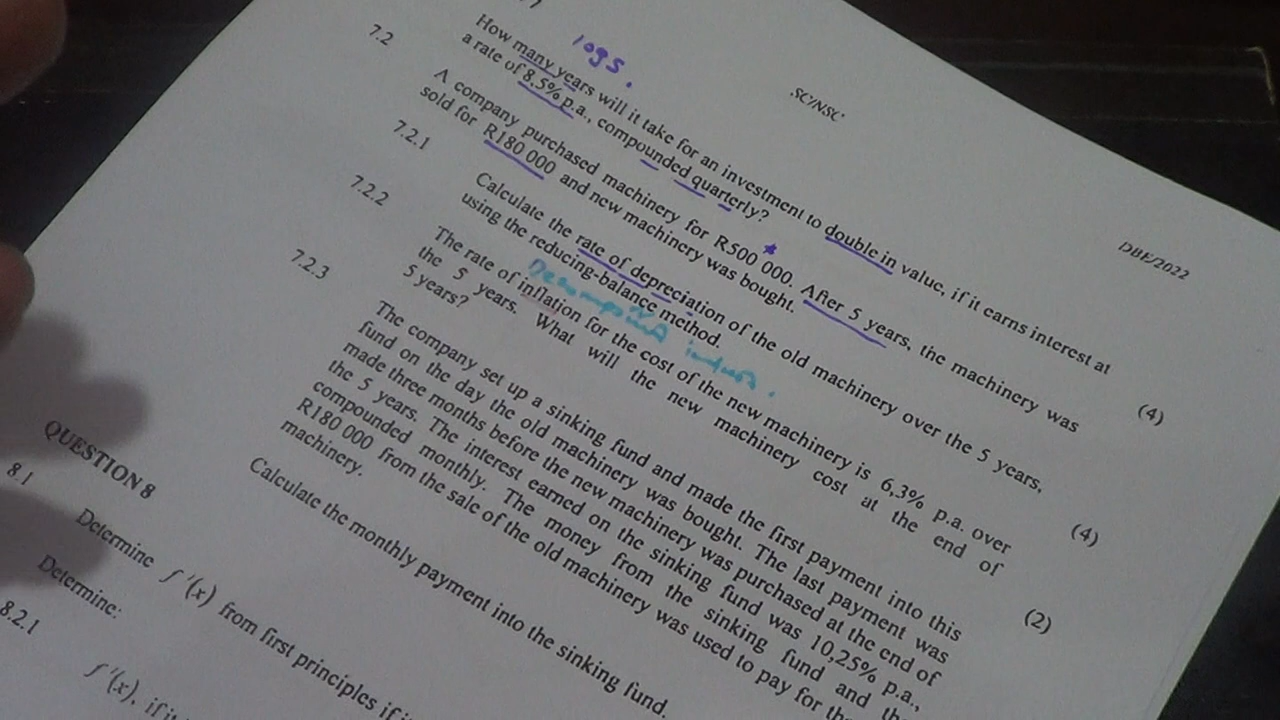 SC/NSC
DBE/2022
logs.
How many years will it take for an investment to double in value, if it earns interest at
a rate of 8,5% p.a., compounded quarterly?
(4)
7.2
A company purchased machinery for R500 000. After 5 years, the machinery was
sold for R180 000 and new machinery was bought.
7.2.1
Calculate the rate of depreciation of the old machinery over the 5 years,
using the reducing-balance method.
(4)
7.2.2
The rate of inflation for the cost of the new machinery is 6,3% p.a. over
the 5 years. What will the new machinery cost at the end of
5 years?
(2)
7.2.3
The company set up a sinking fund and made the first payment into this
fund on the day the old machinery was bought. The last payment was
made three months before the new machinery was purchased at the end of
the 5 years. The interest earned on the sinking fund was 10,25% p.a.,
compounded monthly. The money from the sinking fund and the
R180 000 from the sale of the old machinery was used to pay for the
machinery.
Calculate the monthly payment into the sinking fund.
QUESTION 8
8.1
Determine f '(x) from first principles if
Determine:
8.2.1
f '(x), if